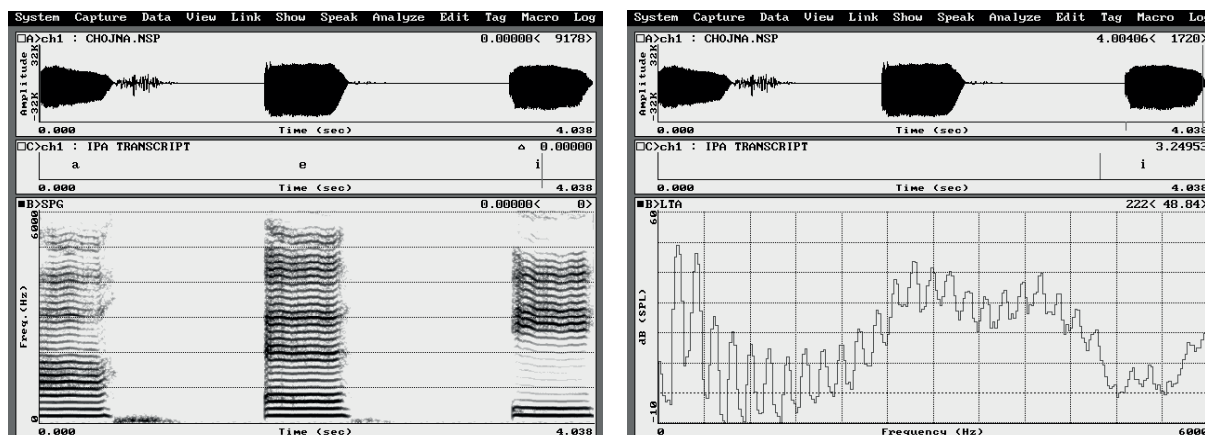 System Capture Data View Link Show Speak Analyze Edit Tag Macro Log
A>ch1 : CHOJNA.NSP 0.00000< 9178>
32K
Amplitude
-32K
0.000 Time (sec) 4.038
C>ch1 : IPA TRANSCRIPT 0.00000
a e i
0.000 Time (sec) 4.038
B>SPG 0.00000< 0>
6000
Freq.(Hz)
0
0.000 Time (sec) 4.038
System Capture Data View Link Show Speak Analyze Edit Tag Macro Log
A>ch1 : CHOJNA.NSP 4.00406< 1720>
32K
Amplitude
-32K
0.000 Time (sec) 4.038
C>ch1 : IPA TRANSCRIPT 3.24953
i
0.000 Time (sec) 4.038
B>LTA 222< 48.84>
60
dB (SPL)
-10
0 Frequency (Hz) 6000